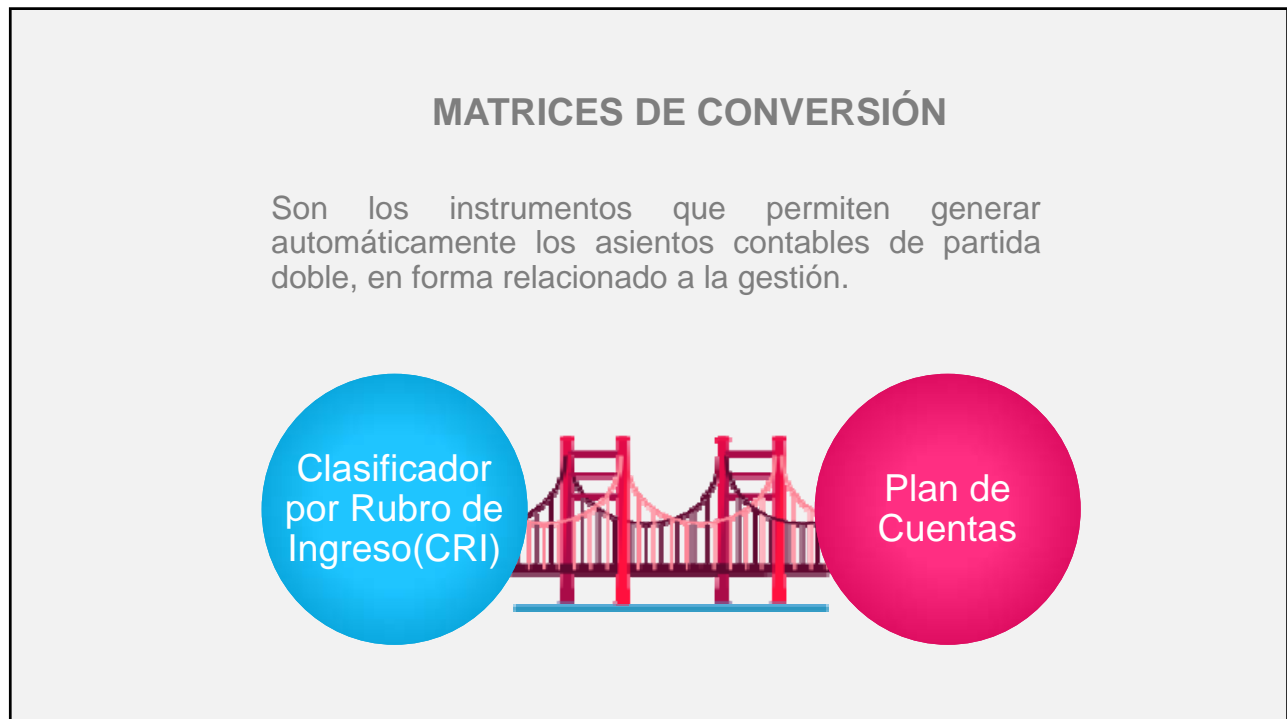 MATRICES DE CONVERSIÓN
Son los instrumentos que permiten generar
automáticamente los asientos contables de partida
doble, en forma relacionado a la gestión.
Clasificador
por Rubro de
Ingreso(CRI)
Plan de
Cuentas